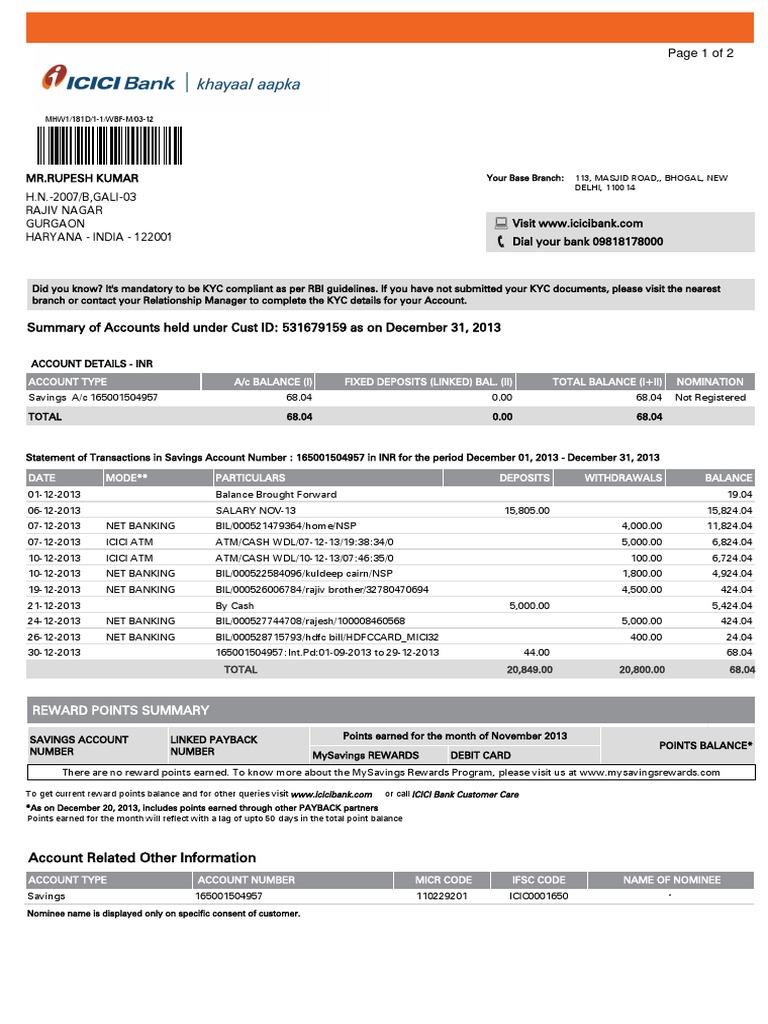 Page 1 of 2
ICICI Bank | khayaal aapka
MHW1/181D/1-1/WBF-M/03-12
MR.RUPESH KUMAR
H.N.-2007/B,GALI-03
RAJIV NAGAR
GURGAON
HARYANA - INDIA - 122001
Your Base Branch: 113, MASJID ROAD,, BHOGAL, NEW
DELHI, 110014
Visit www.icicibank.com
Dial your bank 09818178000
Did you know? It's mandatory to be KYC compliant as per RBI guidelines. If you have not submitted your KYC documents, please visit the nearest
branch or contact your Relationship Manager to complete the KYC details for your Account.
Summary of Accounts held under Cust ID: 531679159 as on December 31, 2013
ACCOUNT DETAILS - INR
ACCOUNT TYPE A/c BALANCE (I) FIXED DEPOSITS (LINKED) BAL. (II) TOTAL BALANCE (I+II) NOMINATION
Savings A/c 165001504957 68.04 0.00 68.04 Not Registered
TOTAL 68.04 0.00 68.04
Statement of Transactions in Savings Account Number : 165001504957 in INR for the period December 01, 2013 - December 31, 2013
DATE MODE** PARTICULARS DEPOSITS WITHDRAWALS BALANCE
01-12-2013 Balance Brought Forward 19.04
06-12-2013 SALARY NOV-13 15,805.00 15,824.04
07-12-2013 NET BANKING BIL/000521479364/home/NSP 4,000.00 11,824.04
07-12-2013 ICICI ATM ATM/CASH WDL/07-12-13/19:38:34/0 5,000.00 6,824.04
10-12-2013 ICICI ATM ATM/CASH WDL/10-12-13/07:46:35/0 100.00 6,724.04
10-12-2013 NET BANKING BIL/000522584096/kuldeep cairn/NSP 1,800.00 4,924.04
19-12-2013 NET BANKING BIL/000526006784/rajiv brother/32780470694 4,500.00 424.04
21-12-2013 By Cash 5,000.00 5,424.04
24-12-2013 NET BANKING BIL/000527744708/rajesh/100008460568 5,000.00 424.04
26-12-2013 NET BANKING BIL/000528715793/hdfc bill/HDFCCARD_MICI32 400.00 24.04
30-12-2013 165001504957:Int.Pd:01-09-2013 to 29-12-2013 44.00 68.04
TOTAL 20,849.00 20,800.00 68.04
REWARD POINTS SUMMARY
SAVINGS ACCOUNT NUMBER LINKED PAYBACK NUMBER Points earned for the month of November 2013 POINTS BALANCE*
MySavings REWARDS DEBIT CARD
There are no reward points earned. To know more about the MySavings Rewards Program, please visit us at www.mysavingsrewards.com
To get current reward points balance and for other queries visit www.icicibank.com or call ICICI Bank Customer Care
*As on December 20, 2013, includes points earned through other PAYBACK partners
Points earned for the month will reflect with a lag of upto 50 days in the total point balance
Account Related Other Information
ACCOUNT TYPE ACCOUNT NUMBER MICR CODE IFSC CODE NAME OF NOMINEE
Savings 165001504957 110229201 ICIC0001650 -
Nominee name is displayed only on specific consent of customer.